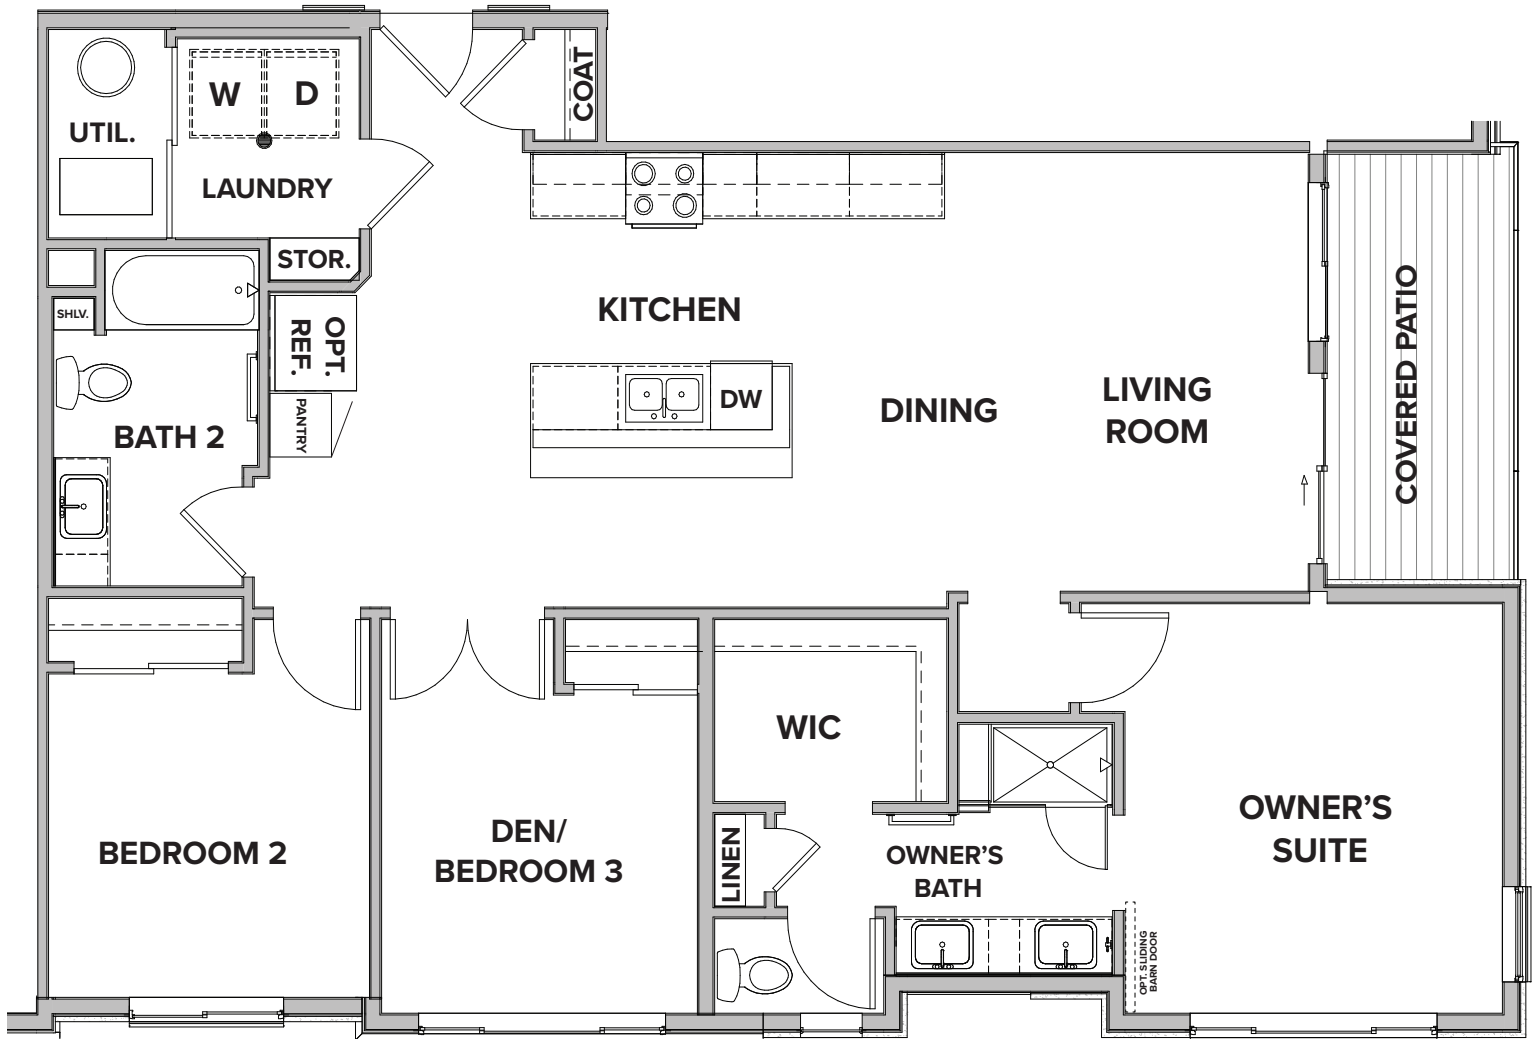 COAT
W
D
UTIL.
LAUNDRY
STOR.
SHLV.
OPT.
REF.
KITCHEN
PANTRY
DW
DINING
LIVING
ROOM
COVERED PATIO
BATH 2
WIC
BEDROOM 2
DEN/
BEDROOM 3
LINEN
OWNER’S
BATH
OWNER’S
SUITE
OPT. SLIDING
BARN DOOR